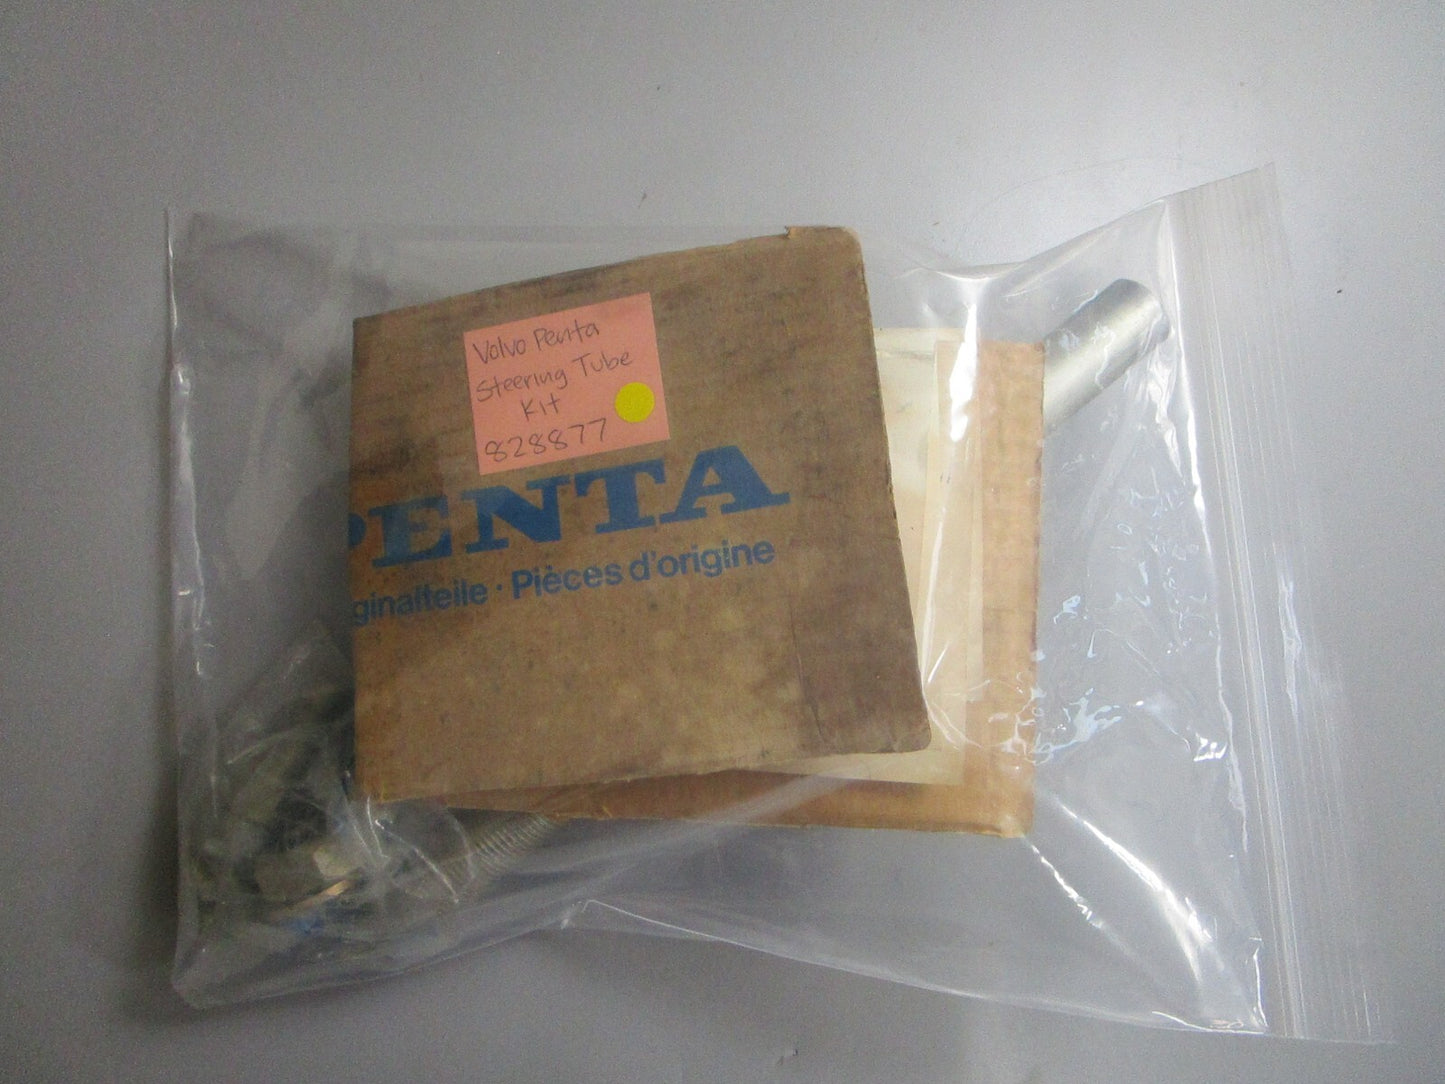 Volvo Penta
Steering Tube
Kit
828877
PENTA
ginalteile · Pièces d'origine